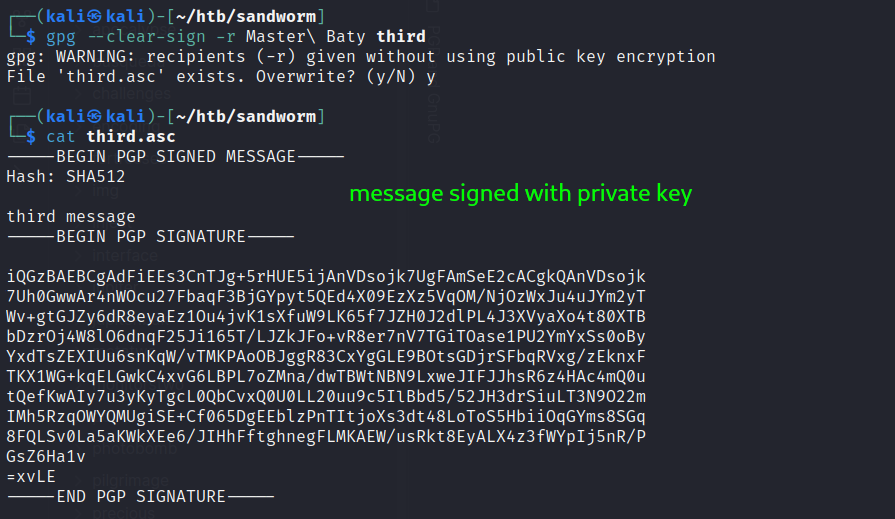 ┌──(kali㉿kali)-[~/htb/sandworm]
└─$ gpg --clear-sign -r Master\ Baty third
gpg: WARNING: recipients (-r) given without using public key encryption
File 'third.asc' exists. Overwrite? (y/N) y
┌──(kali㉿kali)-[~/htb/sandworm]
└─$ cat third.asc
-----BEGIN PGP SIGNED MESSAGE-----
Hash: SHA512
message signed with private key
third message
-----BEGIN PGP SIGNATURE-----
iQGzBAEBCgAdFiEEs3CnTJg+5rHUE5ijAnVDsojk7UgFAmSeE2cACgkQAnVDsojk
7Uh0GwwAr4nWOcu27FbaqF3BjGYpyt5QEd4X09EzXz5VqOM/NjOzWxJu4uJYm2yT
Wv+gtGJZy6dR8eyaEz1Ou4jvK1sXfuW9LK65f7JZH0J2dlPL4J3XVyaXo4t80XTB
bDzrOj4W8lO6dnqF25Ji165T/LJZkJFo+vR8er7nV7TGiTOase1PU2YmYxSs0oBy
YxdTsZEXIUu6snKqW/vTMKPAoOBJggR83CxYgGLE9BOtsGDjrSFbqRVxg/zEknxF
TKX1WG+kqELGwkC4xvG6LBPL7oZMna/dwTBWtNBN9LxweJIFJJhsR6z4HAc4mQ0u
tQefKwAIy7u3yKyTgcL0QbCvxQ0U0LL20uu9c5IlBbd5/52JH3drSiuLT3N9O22m
IMh5RzqOWYQMUgiSE+Cf065DgEEblzPnTItjoXs3dt48LoToS5HbiiOqGYms8SGq
8FQLSv0La5aKWkXEe6/JIHhFftghnegFLMKAEW/usRkt8EyALX4z3fWYpIj5nR/P
GsZ6Ha1v
=xvLE
-----END PGP SIGNATURE-----